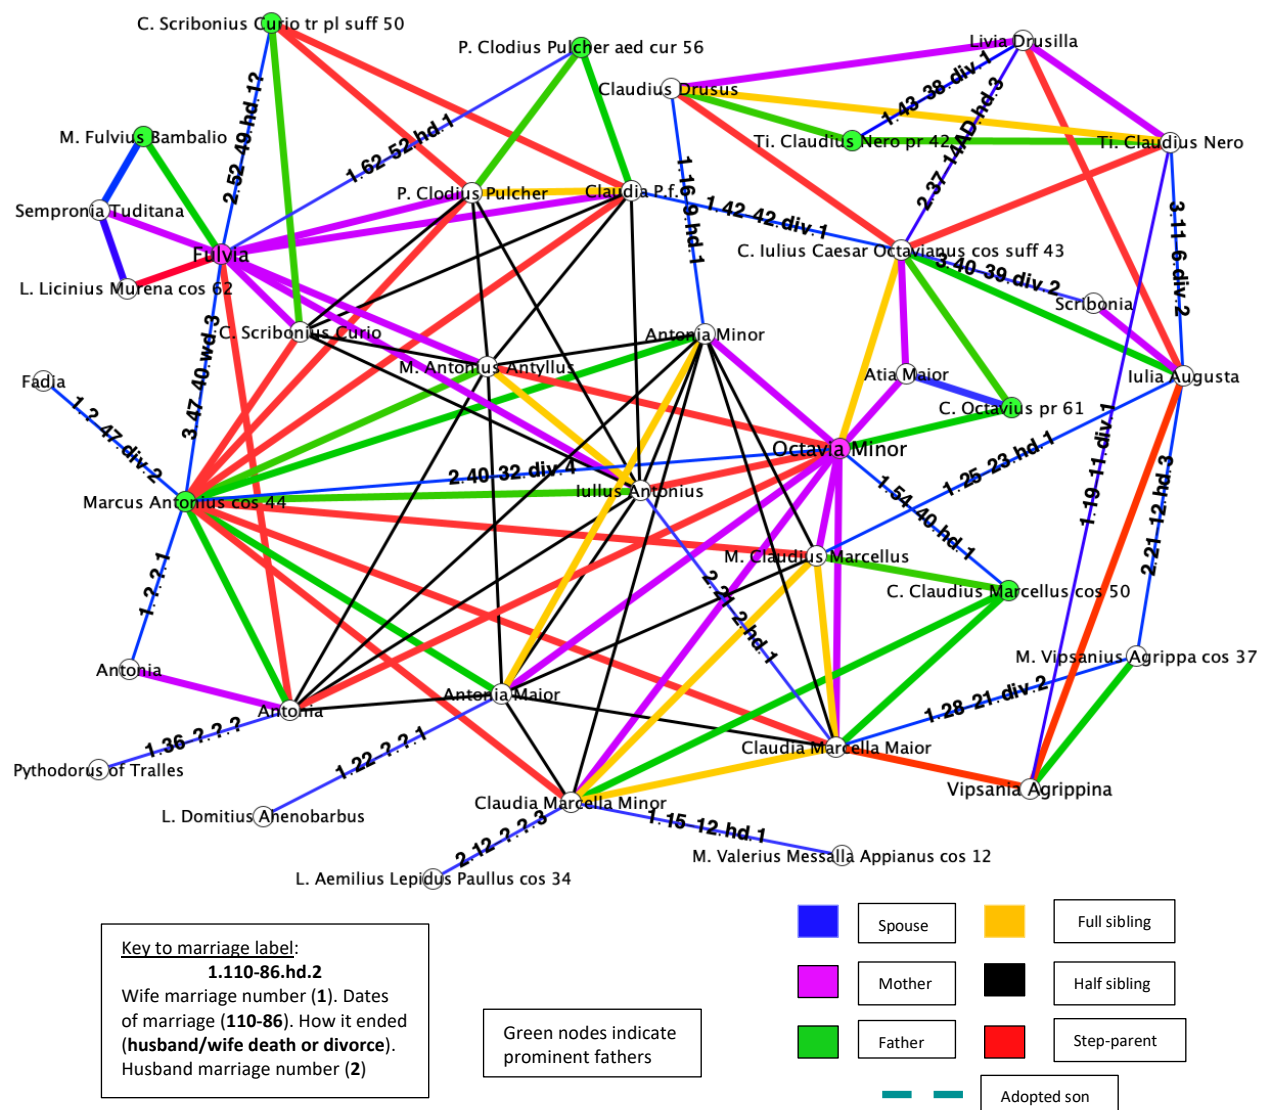 C. Scribonius Curio tr pl suff 50
P. Clodius Pulcher aed cur 56
Livia Drusilla
Claudius Drusus
1.43-38.div.1
2.52-49.hd.1?
M. Fulvius Bambalio
1.62-52.hd.1
Ti. Claudius Nero pr 42
Ti. Claudius Nero
2.37-14AD.hd.3
1.16-9.hd.1
P. Clodius Pulcher
Claudia P.f.
Sempronia Tuditana
1.42-42.div.1
3.11-6.div.2
Fulvia
C. Iulius Caesar Octavianus cos suff 43
3.40-39.div.2
L. Licinius Murena cos 62
Scribonia
C. Scribonius Curio
Antonia Minor
M. Antonius Antyllus
Atia Maior
Iulia Augusta
Fadia
3.47-40.wd.3
C. Octavius pr 61
1.?-47.div.2
Octavia Minor
1.25-23.hd.1
1.19-11.div.1
2.40-32.div.4
Iullus Antonius
Marcus Antonius cos 44
1.54-40.hd.1
2.21-12.hd.3
M. Claudius Marcellus
1.?-?.?.1
C. Claudius Marcellus cos 50
2.21-2.hd.1
M. Vipsanius Agrippa cos 37
Antonia
Antonia Maior
Antonia
1.28-21.div.2
1.36-?.?.?
Claudia Marcella Maior
1.22-?.?.1
Pythodorus of Tralles
Vipsania Agrippina
Claudia Marcella Minor
L. Domitius Ahenobarbus
1.15-12.hd.1
2.12-?.?.3
M. Valerius Messalla Appianus cos 12
L. Aemilius Lepidus Paullus cos 34
Key to marriage label:
1.110-86.hd.2
Wife marriage number (1). Dates
of marriage (110-86). How it ended
(husband/wife death or divorce).
Husband marriage number (2)
Green nodes indicate
prominent fathers
Spouse
Full sibling
Mother
Half sibling
Father
Step-parent
Adopted son